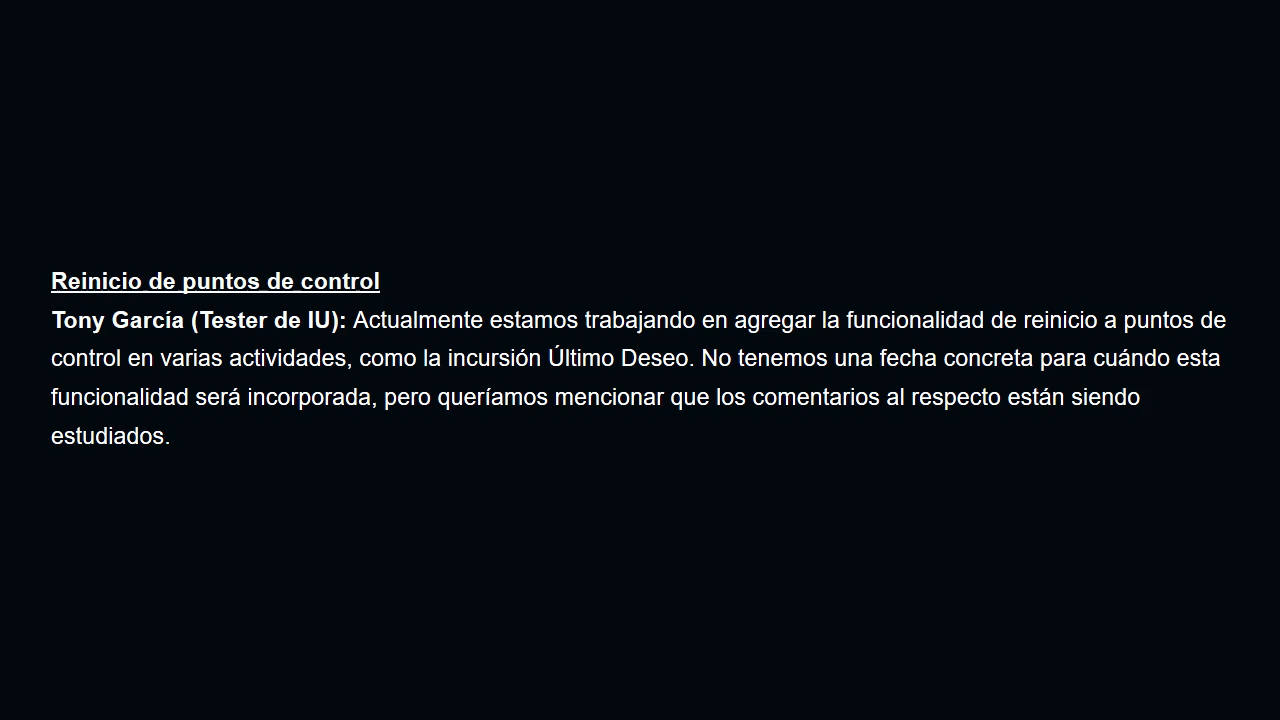 Reinicio de puntos de control
Tony García (Tester de IU): Actualmente estamos trabajando en agregar la funcionalidad de reinicio a puntos de
control en varias actividades, como la incursión Último Deseo. No tenemos una fecha concreta para cuándo esta
funcionalidad será incorporada, pero queríamos mencionar que los comentarios al respecto están siendo
estudiados.